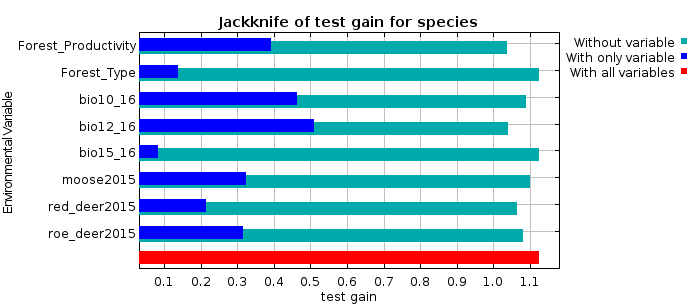 Jackknife of test gain for species
Environmental Variable
Forest_Productivity
Forest_Type
bio10_16
bio12_16
bio15_16
moose2015
red_deer2015
roe_deer2015
0.1 0.2 0.3 0.4 0.5 0.6 0.7 0.8 0.9 1.0 1.1
test gain
Without variable
With only variable
With all variables